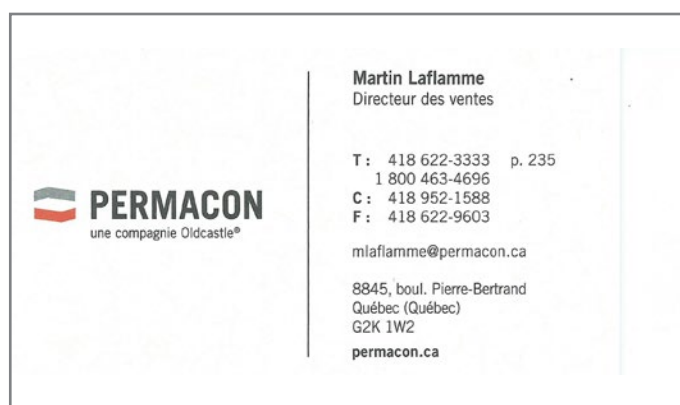 PERMACON
une compagnie Oldcastle®
Martin Laflamme
Directeur des ventes
T : 418 622-3333 p. 235
1 800 463-4696
C : 418 952-1588
F : 418 622-9603
mlaflamme@permacon.ca
8845, boul. Pierre-Bertrand
Québec (Québec)
G2K 1W2
permacon.ca